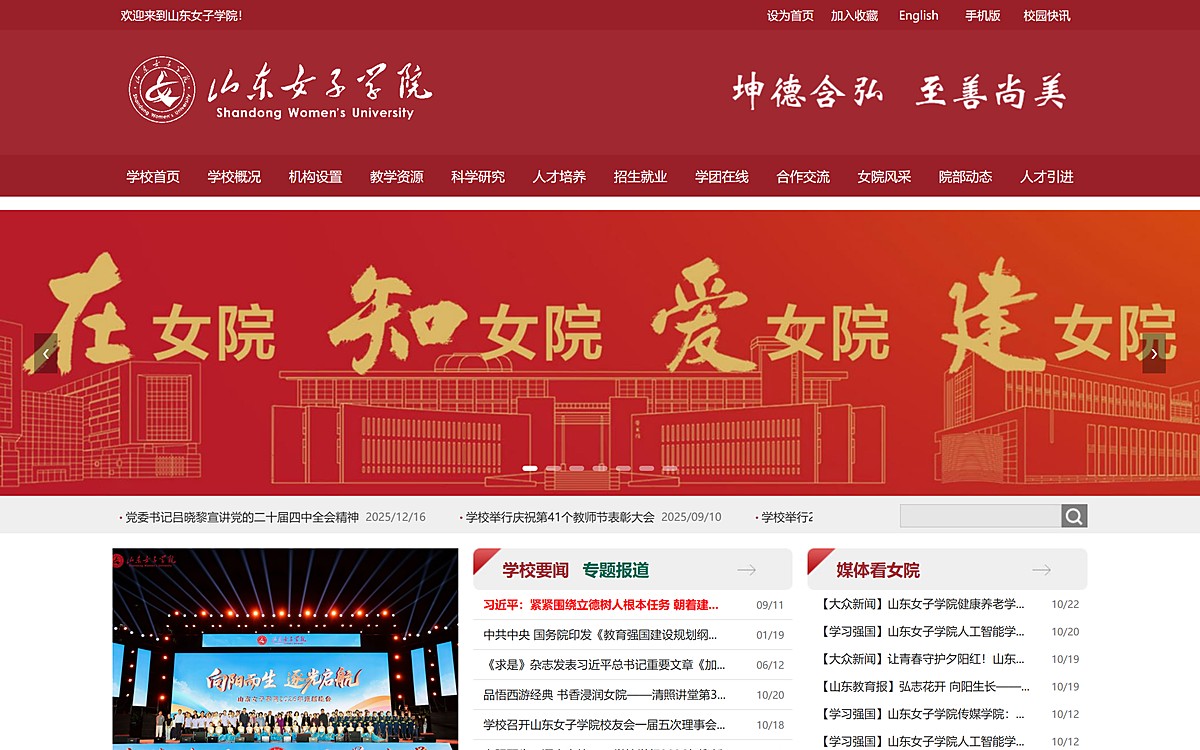 欢迎来到山东女子学院!
设为首页 加入收藏 English 手机版 校园快讯
山东女子学院
Shandong Women's University
坤德含弘 至善尚美
学校首页 学校概况 机构设置 教学资源 科学研究 人才培养 招生就业 学团在线 合作交流 女院风采 院部动态 人才引进
在女院 知女院 爱女院 建女院
党委书记吕晓黎宣讲党的二十届四中全会精神 2025/12/16
学校举行庆祝第41个教师节表彰大会 2025/09/10
学校举行2
山东女子学院
向阳而生 逐光启航
学校要闻 专题报道
习近平：紧紧围绕立德树人根本任务 朝着建... 09/11
中共中央 国务院印发《教育强国建设规划纲... 01/19
《求是》杂志发表习近平总书记重要文章《加... 06/12
品悟西游经典 书香浸润女院——清照讲堂第3... 10/20
学校召开山东女子学院校友会一届五次理事会... 10/18
媒体看女院
【大众新闻】山东女子学院健康养老学... 10/22
【学习强国】山东女子学院人工智能学... 10/20
【大众新闻】让青春守护夕阳红！山东... 10/19
【山东教育报】弘志花开 向阳生长——... 10/19
【学习强国】山东女子学院传媒学院：... 10/12
【学习强国】山东女子学院人工智能学... 10/12